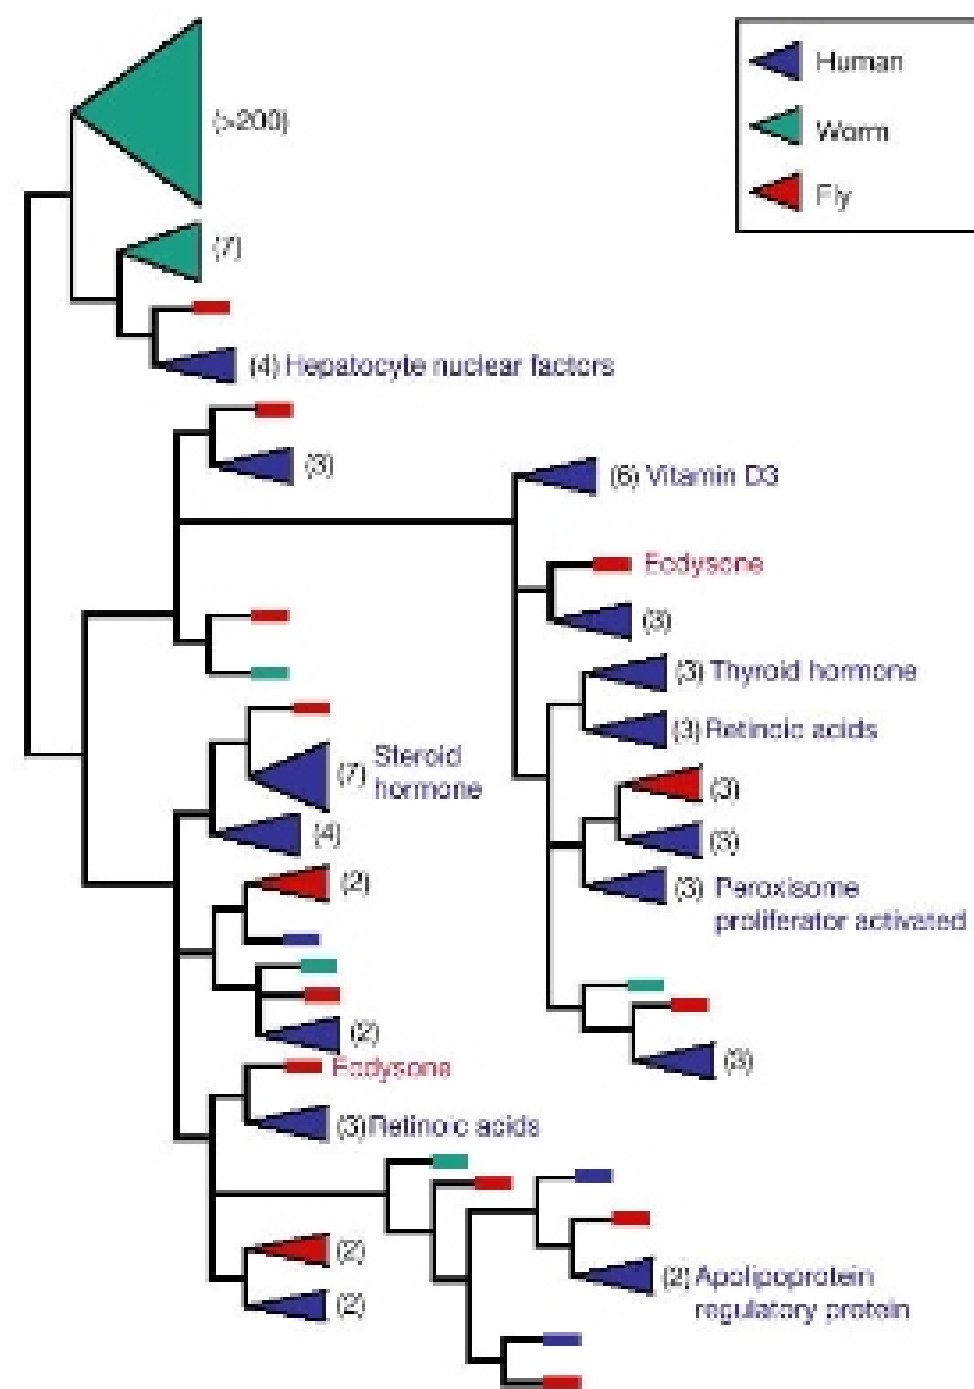 Human
Worm
Fly
(>200)
(7)
(4) Hepatocyte nuclear factors
(3)
(6) Vitamin D3
Ecdysone
(3)
(3) Thyroid hormone
(3) Retinoic acids
(7) Steroid
hormone
(3)
(4)
(3)
(2)
(3) Peroxisome
proliferator activated
(2)
(3)
Ecdysone
(3) Retinoic acids
(2)
(2) Apolipoprotein
regulatory protein
(2)